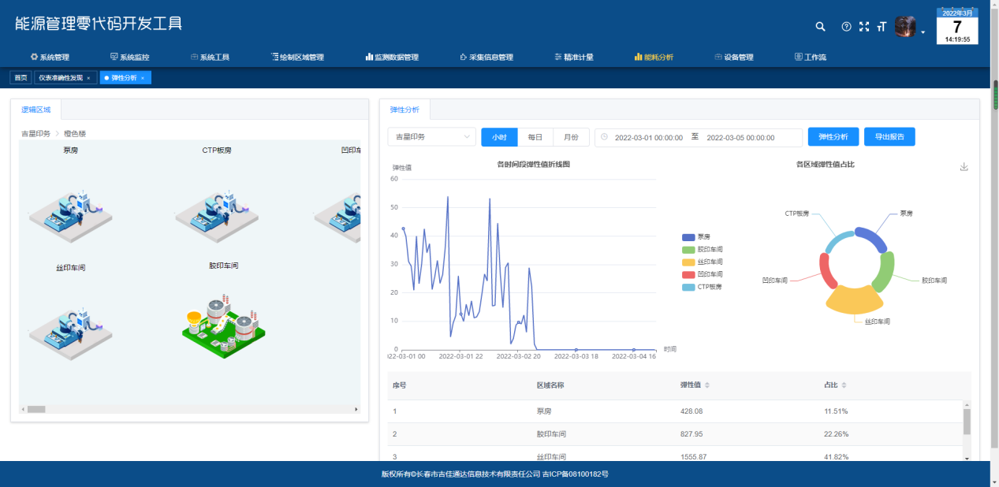 能源管理零代码开发工具
2022年3月
7
14:19:55
系统管理 系统监控 系统工具 绘制区域管理 监测数据管理 采集信息管理 精准计量 能耗分析 设备管理 工作流
首页 仪表准确性发现 × 弹性分析 ×
逻辑区域
吉星印务 > 橙色楼
泵房 CTP板房 凹印车
丝印车间 胶印车间
弹性分析
吉星印务 小时 每日 月份 2022-03-01 00:00:00 至 2022-03-05 00:00:00 弹性分析 导出报告
弹性值 各时间段弹性值折线图
60
50
40
30
20
10
0
22-03-01 00 2022-03-01 22 2022-03-02 20 2022-03-03 18 2022-03-04 16 时间
泵房
胶印车间
丝印车间
凹印车间
CTP板房
各区域弹性值占比
CTP板房 泵房
凹印车间 胶印车间
丝印车间
序号 区域名称 弹性值 占比
1 泵房 428.08 11.51%
2 胶印车间 827.95 22.26%
3 丝印车间 1555.87 41.82%
版权所有©长春市吉佳通达信息技术有限责任公司 吉ICP备08100182号